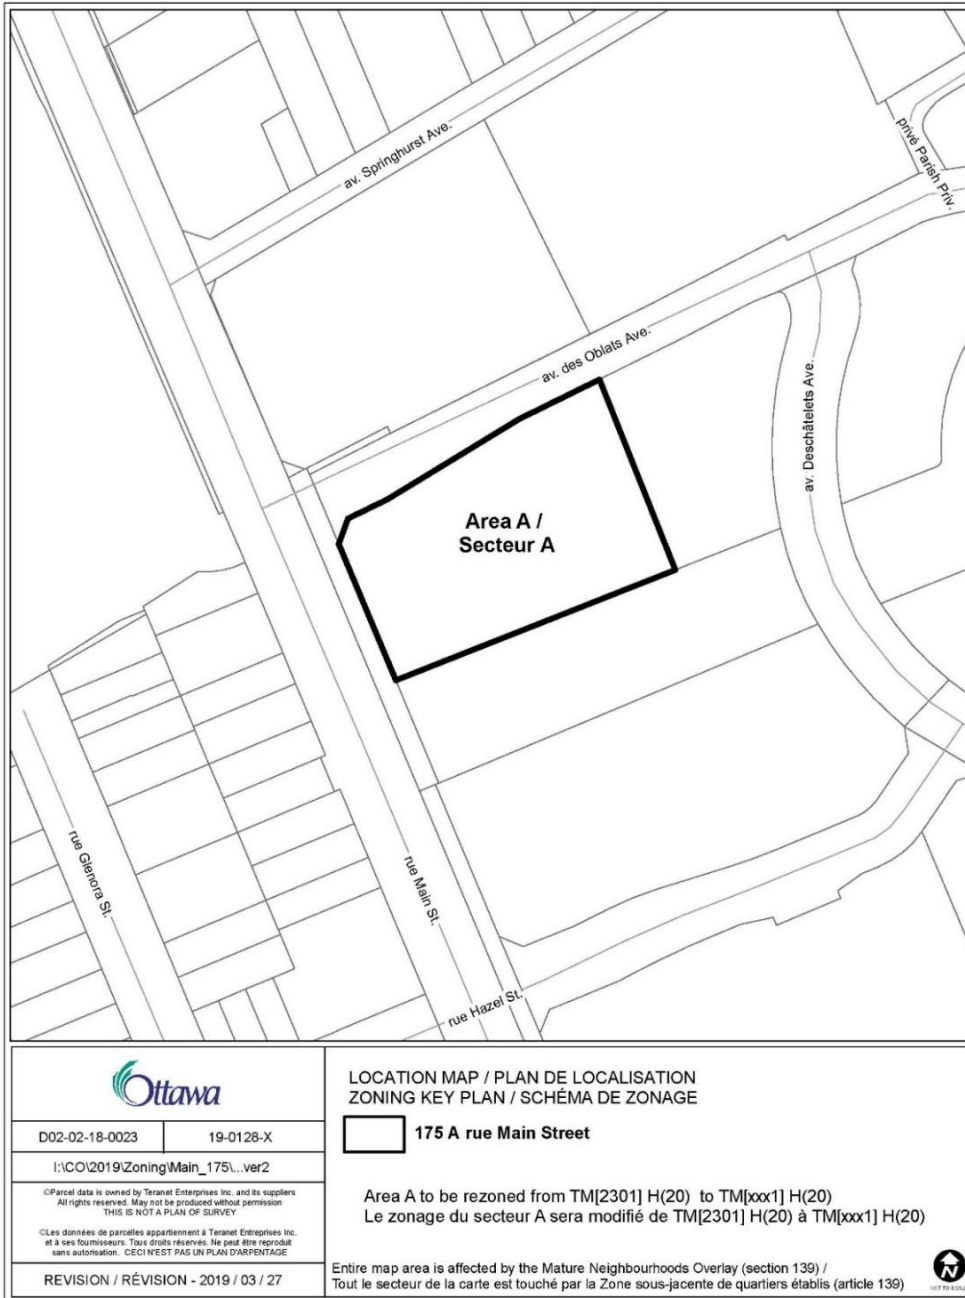 av. Springhurst Ave.
privé Parish Priv.
av. des Oblats Ave.
av. Deschâtelets Ave.
Area A /
Secteur A
rue Glenora St.
rue Main St.
rue Hazel St.
Ottawa
D02-02-18-0023
19-0128-X
I:\CO\2019\Zoning\Main_175\...ver2
©Parcel data is owned by Teranet Enterprises Inc. and its suppliers
All rights reserved. May not be produced without permission
THIS IS NOT A PLAN OF SURVEY
©Les données de parcelles appartiennent à Teranet Entreprises Inc.
et à ses fournisseurs. Tous droits réservés. Ne peut être reproduit
sans autorisation. CECI N'EST PAS UN PLAN D'ARPENTAGE
REVISION / RÉVISION - 2019 / 03 / 27
LOCATION MAP / PLAN DE LOCALISATION
ZONING KEY PLAN / SCHÉMA DE ZONAGE
175 A rue Main Street
Area A to be rezoned from TM[2301] H(20) to TM[xxx1] H(20)
Le zonage du secteur A sera modifié de TM[2301] H(20) à TM[xxx1] H(20)
Entire map area is affected by the Mature Neighbourhoods Overlay (section 139) /
Tout le secteur de la carte est touché par la Zone sous-jacente de quartiers établis (article 139)
N
NOT TO SCALE